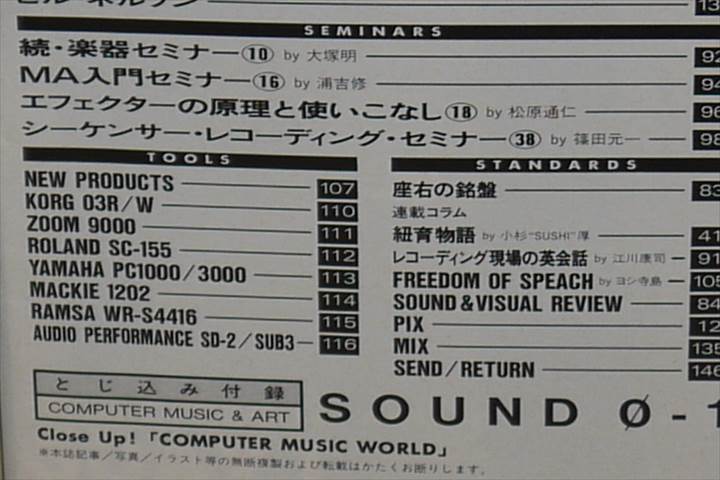 SEMINARS
続・楽器セミナー⑩ by 大塚明 92
MA入門セミナー⑯ by 浦吉修 94
エフェクターの原理と使いこなし⑱ by 松原通仁 96
シーケンサー・レコーディング・セミナー㊳ by 篠田元一 98
TOOLS
NEW PRODUCTS 107
KORG 03R/W 110
ZOOM 9000 111
ROLAND SC-155 112
YAMAHA PC1000/3000 113
MACKIE 1202 114
RAMSA WR-S4416 115
AUDIO PERFORMANCE SD-2/SUB3 116
STANDARDS
座右の銘盤 83
連載コラム
紐育物語 by 小杉"SUSHI"厚 41
レコーディング現場の英会話 by 江川康司 91
FREEDOM OF SPEACH by ヨシ寺島 105
SOUND & VISUAL REVIEW 84
PIX 12
MIX 135
SEND/RETURN 146
とじ込み付録
COMPUTER MUSIC & ART
SOUND Ø-1
Close Up!「COMPUTER MUSIC WORLD」
※本誌記事/写真/イラスト等の無断複製および転載はかたくお断りします。